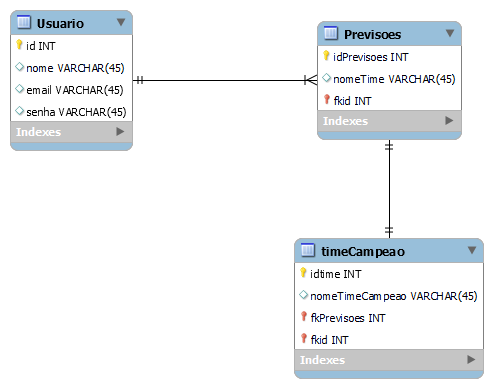 Usuario
id INT
nome VARCHAR(45)
email VARCHAR(45)
senha VARCHAR(45)
Indexes
Previsoes
idPrevisoes INT
nomeTime VARCHAR(45)
fkid INT
Indexes
timeCampeao
idtime INT
nomeTimeCampeao VARCHAR(45)
fkPrevisoes INT
fkid INT
Indexes